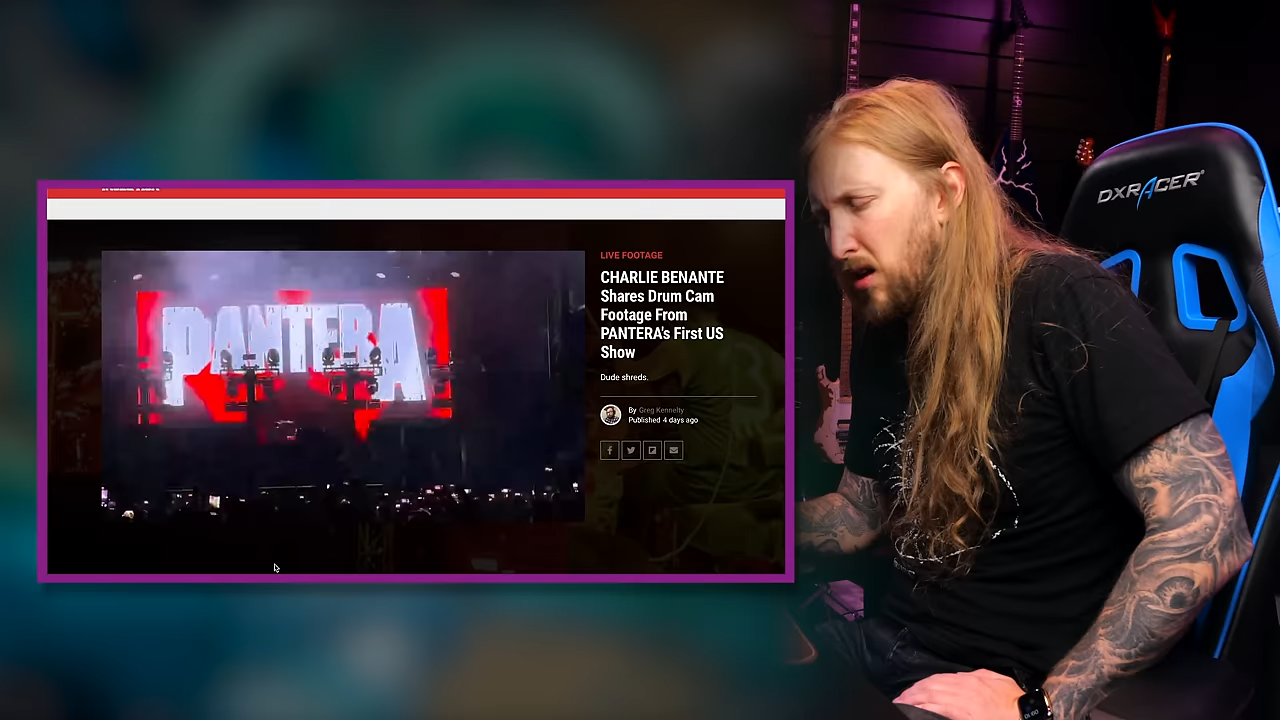 PANTERA
LIVE FOOTAGE
CHARLIE BENANTE
Shares Drum Cam
Footage From
PANTERA's First US
Show
Dude shreds.
By Greg Kennelly
Published 4 days ago
DXRACER